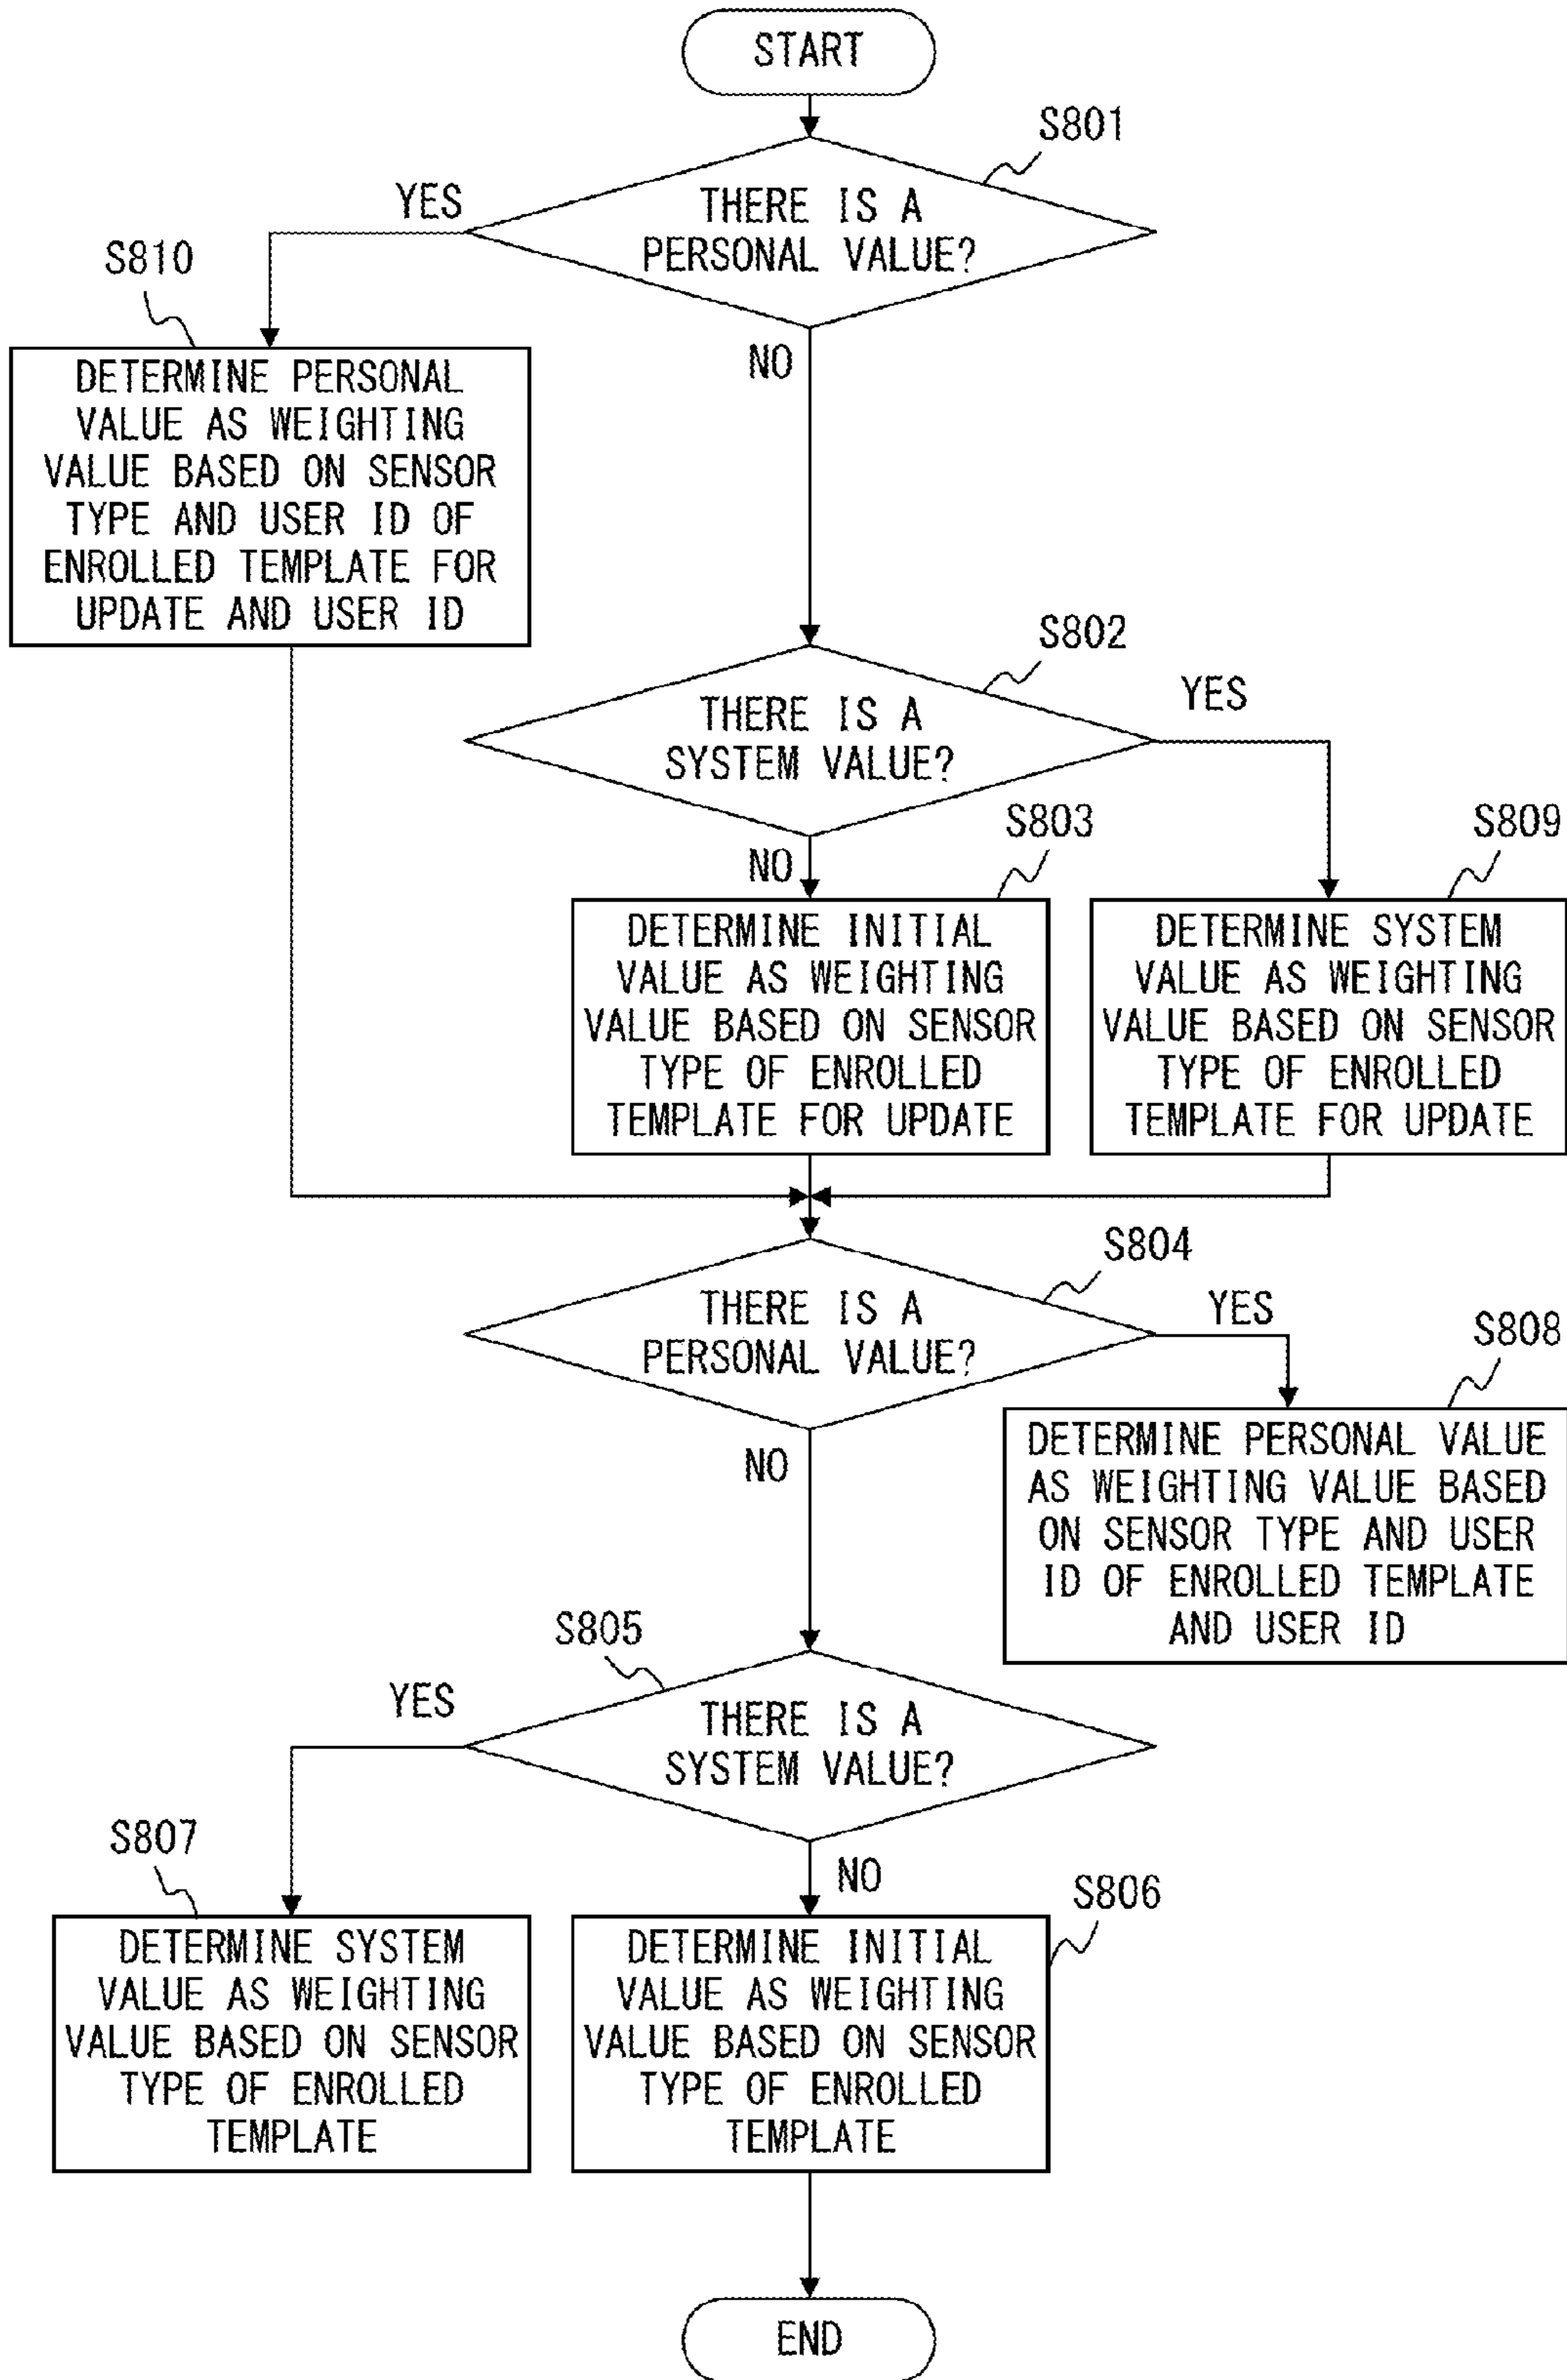 START
S801
YES
THERE IS A
PERSONAL VALUE?
S810
NO
DETERMINE PERSONAL
VALUE AS WEIGHTING
VALUE BASED ON SENSOR
TYPE AND USER ID OF
ENROLLED TEMPLATE FOR
UPDATE AND USER ID
S802
YES
THERE IS A
SYSTEM VALUE?
S803
S809
NO
DETERMINE INITIAL
VALUE AS WEIGHTING
VALUE BASED ON SENSOR
TYPE OF ENROLLED
TEMPLATE FOR UPDATE
DETERMINE SYSTEM
VALUE AS WEIGHTING
VALUE BASED ON SENSOR
TYPE OF ENROLLED
TEMPLATE FOR UPDATE
S804
THERE IS A
PERSONAL VALUE?
YES
S808
NO
DETERMINE PERSONAL VALUE
AS WEIGHTING VALUE BASED
ON SENSOR TYPE AND USER
ID OF ENROLLED TEMPLATE
AND USER ID
S805
YES
THERE IS A
SYSTEM VALUE?
S807
NO
S806
DETERMINE SYSTEM
VALUE AS WEIGHTING
VALUE BASED ON SENSOR
TYPE OF ENROLLED
TEMPLATE
DETERMINE INITIAL
VALUE AS WEIGHTING
VALUE BASED ON SENSOR
TYPE OF ENROLLED
TEMPLATE
END